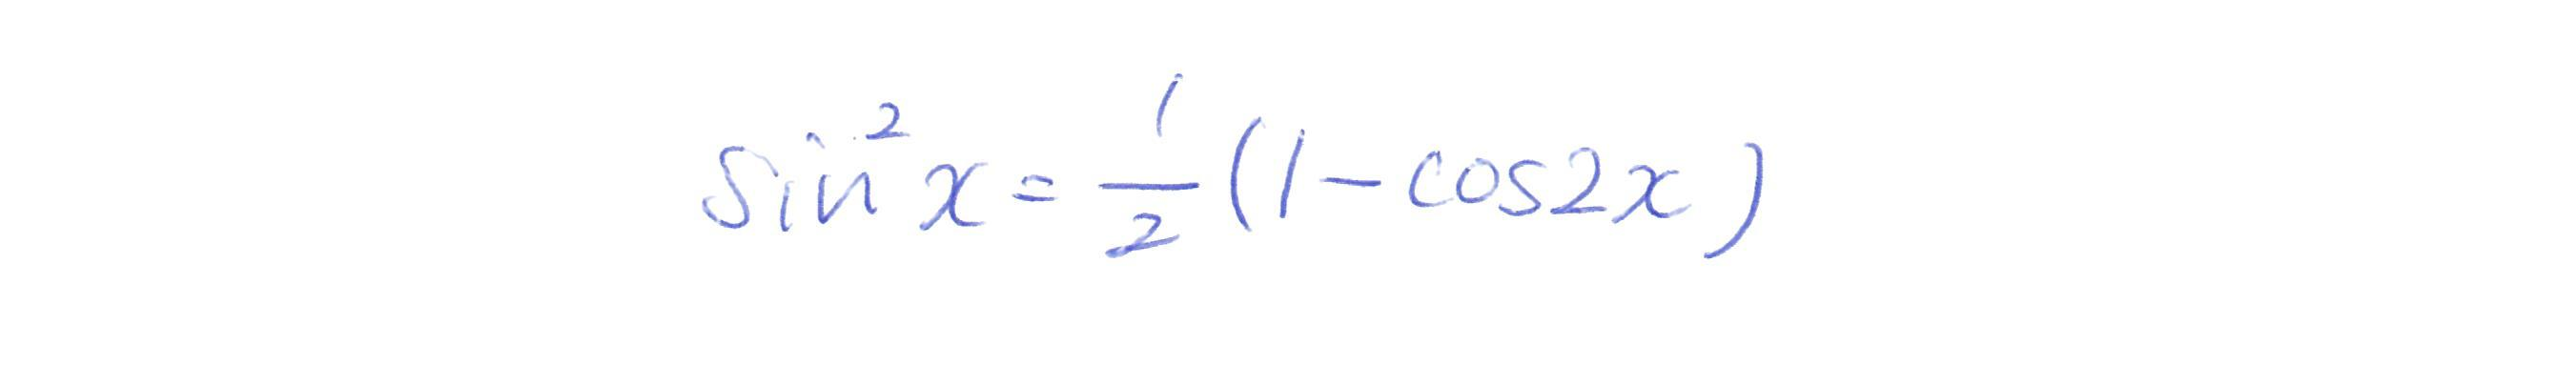 sin²x = 1/2 (1 - cos2x)